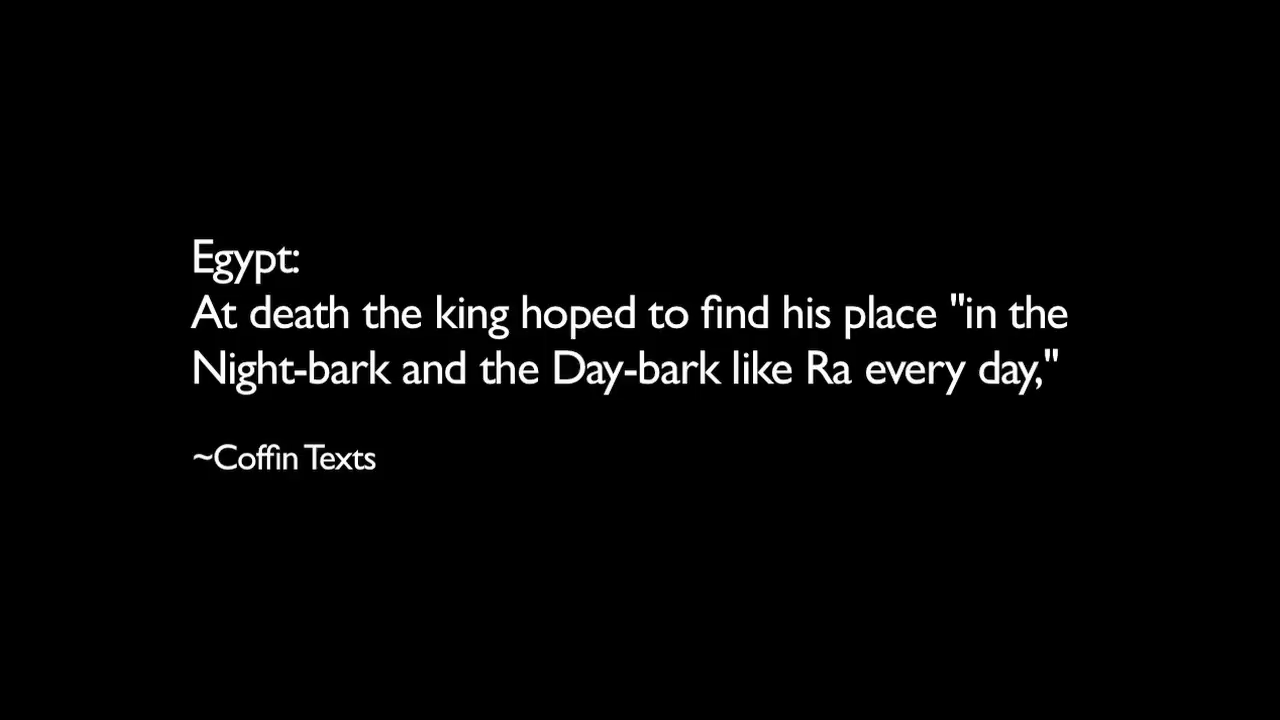 Egypt:
At death the king hoped to find his place "in the
Night-bark and the Day-bark like Ra every day,"
~Coffin Texts